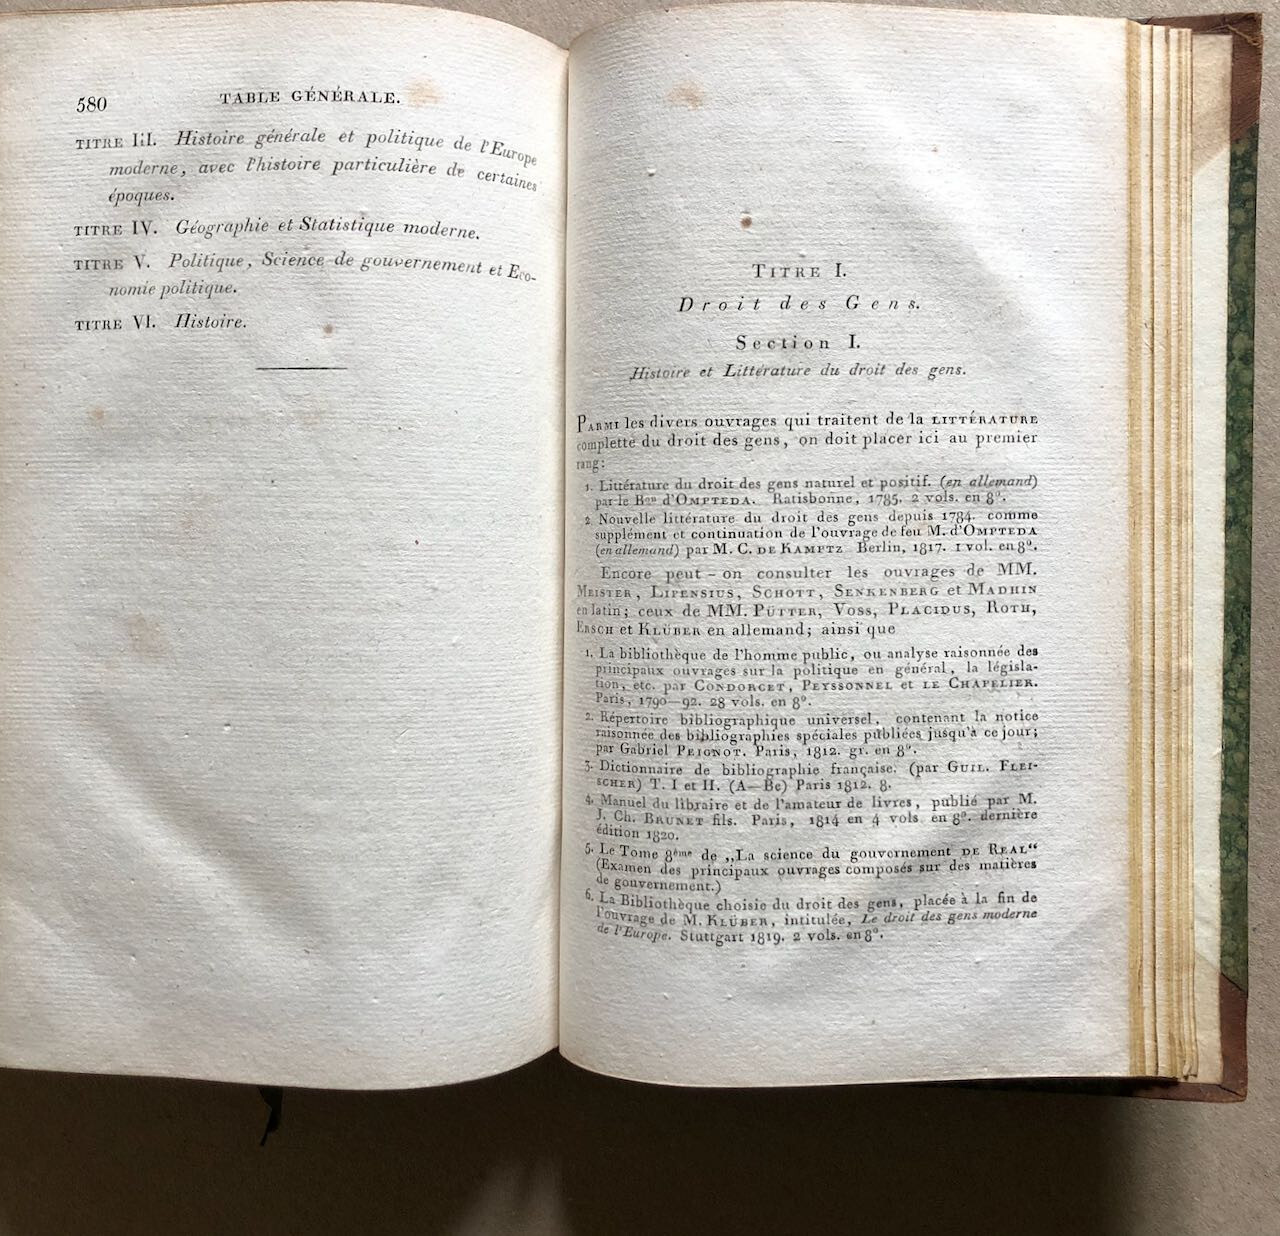 580
TABLE GÉNÉRALE.
TITRE III. Histoire générale et politique de l'Europe
moderne, avec l'histoire particulière de certaines
époques.
TITRE IV. Géographie et Statistique moderne.
TITRE V. Politique, Science de gouvernement et Eco-
nomie politique.
TITRE VI. Histoire.
TITRE I.
Droit des Gens.
Section I.
Histoire et Littérature du droit des gens.
PARMI les divers ouvrages qui traitent de la LITTÉRATURE
complette du droit des gens, on doit placer ici au premier
rang:
1. Littérature du droit des gens naturel et positif. (en allemand)
par le Bon d'OMPTEDA. Ratisbonne, 1785. 2 vols. en 8°.
2 Nouvelle littérature du droit des gens depuis 1784. comme
supplément et continuation de l'ouvrage de feu M. d'OMPTEDA
(en allemand) par M. C. DE KAMPTZ Berlin, 1817. 1 vol. en 8°.
Encore peut-on consulter les ouvrages de MM.
MEISTER, LIPENSIUS, SCHOTT, SENKENBERG et MADHIN
en latin; ceux de MM. PÜTTER, VOSS, PLACIDUS, ROTH,
ERSCH et KLÜBER en allemand; ainsi que
1. La bibliothèque de l'homme public, ou analyse raisonnée des
principaux ouvrages sur la politique en général, la législa-
tion, etc. par CONDORCET, PEYSSONNEL et LE CHAPELIER.
Paris, 1790—92. 28 vols. en 8°.
2. Répertoire bibliographique universel, contenant la notice
raisonnée des bibliographies spéciales publiées jusqu'à ce jour;
par Gabriel PEIGNOT. Paris, 1812. gr. en 8°.
3. Dictionnaire de bibliographie française. (par GUIL. FLEI-
SCHER) T. I et II. (A—Be) Paris 1812. 8.
4. Manuel du libraire et de l'amateur de livres, publié par M.
J. Ch. BRUNET fils. Paris, 1814 en 4 vols en 8°. dernière
édition 1820.
5. Le Tome 8ème de „La science du gouvernement DE REAL“
(Examen des principaux ouvrages composés sur des matières
de gouvernement.)
6. La Bibliothèque choisie du droit des gens, placée à la fin de
l'ouvrage de M. KLÜBER, intitulée, Le droit des gens moderne
de l'Europe. Stuttgart 1819. 2 vols. en 8°.